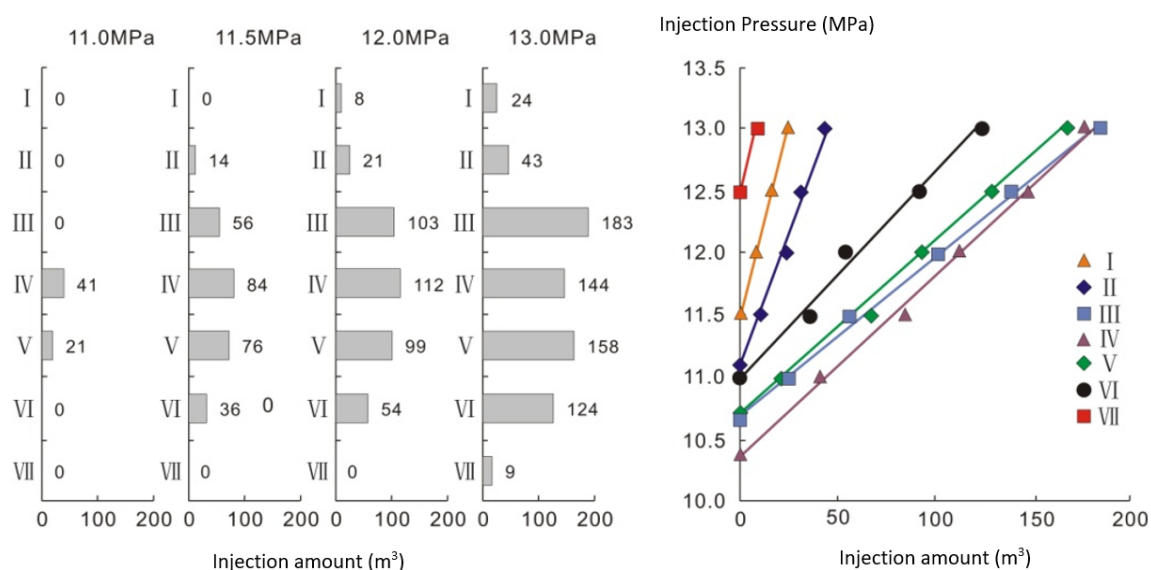 Injection Pressure (MPa)
11.0MPa 11.5MPa 12.0MPa 13.0MPa
Ⅰ 0 Ⅰ 0 Ⅰ 8 Ⅰ 24
Ⅱ 0 Ⅱ 14 Ⅱ 21 Ⅱ 43
Ⅲ 0 Ⅲ 56 Ⅲ 103 Ⅲ 183
Ⅳ 41 Ⅳ 84 Ⅳ 112 Ⅳ 144
Ⅴ 21 Ⅴ 76 Ⅴ 99 Ⅴ 158
Ⅵ 0 Ⅵ 36 0 Ⅵ 54 Ⅵ 124
Ⅶ 0 Ⅶ 0 Ⅶ 0 Ⅶ 9
0 100 200 0 100 200 0 100 200 0 100 200
Injection amount (m³)
13.5
13.0
12.5
12.0
11.5
11.0
10.5
10.0
Ⅰ
Ⅱ
Ⅲ
Ⅳ
Ⅴ
Ⅵ
Ⅶ
0 50 100 150 200
Injection amount (m³)